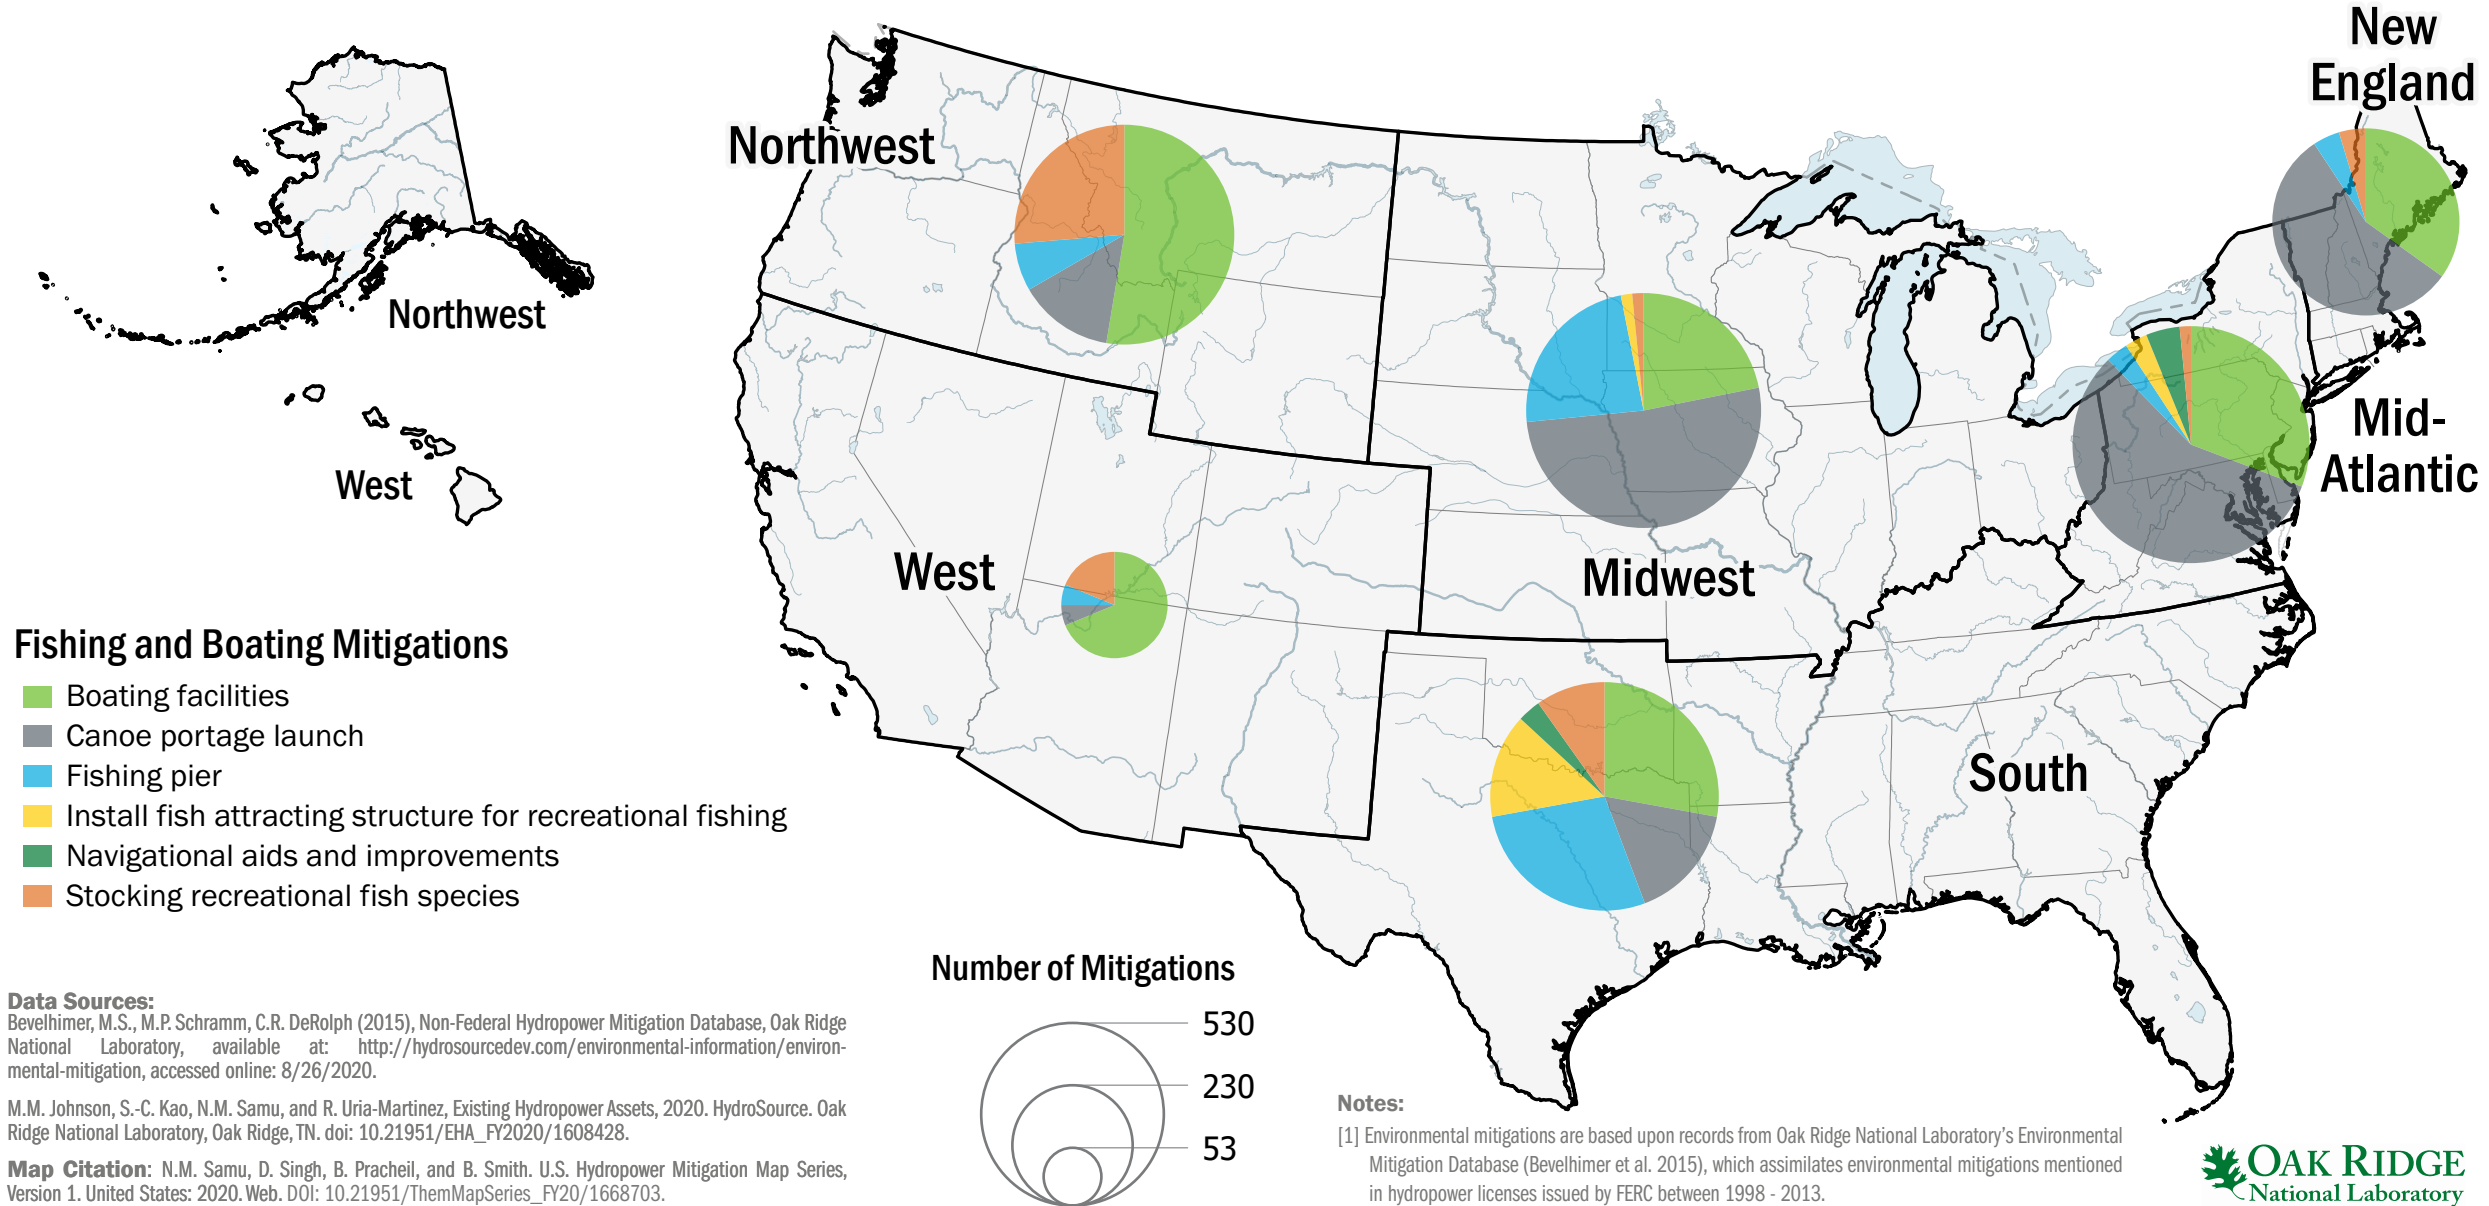 New
England
Northwest
Northwest
Mid-
Atlantic
West
West
Midwest
South
Fishing and Boating Mitigations
Boating facilities
Canoe portage launch
Fishing pier
Install fish attracting structure for recreational fishing
Navigational aids and improvements
Stocking recreational fish species
Number of Mitigations
530
230
53
Data Sources:
Bevelhimer, M.S., M.P. Schramm, C.R. DeRolph (2015), Non-Federal Hydropower Mitigation Database, Oak Ridge
National Laboratory, available at: http://hydrosourcedev.com/environmental-information/environ-
mental-mitigation, accessed online: 8/26/2020.
M.M. Johnson, S.-C. Kao, N.M. Samu, and R. Uria-Martinez, Existing Hydropower Assets, 2020. HydroSource. Oak
Ridge National Laboratory, Oak Ridge, TN. doi: 10.21951/EHA_FY2020/1608428.
Map Citation: N.M. Samu, D. Singh, B. Pracheil, and B. Smith. U.S. Hydropower Mitigation Map Series,
Version 1. United States: 2020. Web. DOI: 10.21951/ThemMapSeries_FY20/1668703.
Notes:
[1] Environmental mitigations are based upon records from Oak Ridge National Laboratory's Environmental
Mitigation Database (Bevelhimer et al. 2015), which assimilates environmental mitigations mentioned
in hydropower licenses issued by FERC between 1998 - 2013.
OAK RIDGE
National Laboratory